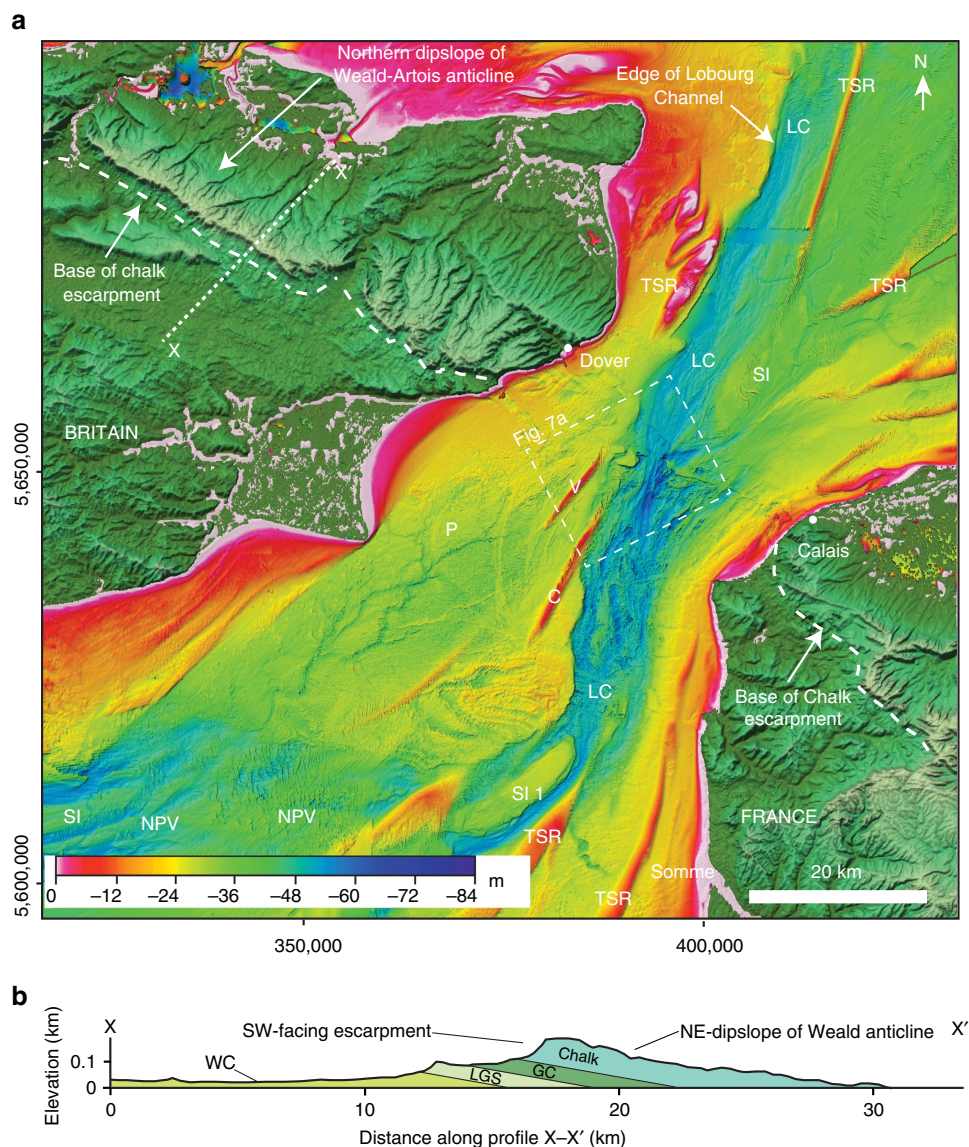 a
Northern dipslope of
Weald-Artois anticline
Edge of Lobourg
Channel
TSR
N
LC
X′
Base of chalk
escarpment
TSR
TSR
X
Dover
LC
SI
BRITAIN
Fig. 7a
5,650,000
V
P
Calais
C
LC
Base of Chalk
escarpment
SI 1
SI
NPV
NPV
FRANCE
TSR
Somme
20 km
0 –12 –24 –36 –48 –60 –72 –84 m
TSR
5,600,000
350,000 400,000
b
X
SW-facing escarpment
NE-dipslope of Weald anticline
X′
Elevation (km)
0.1
0
WC
LGS
GC
Chalk
0 10 20 30
Distance along profile X–X′ (km)